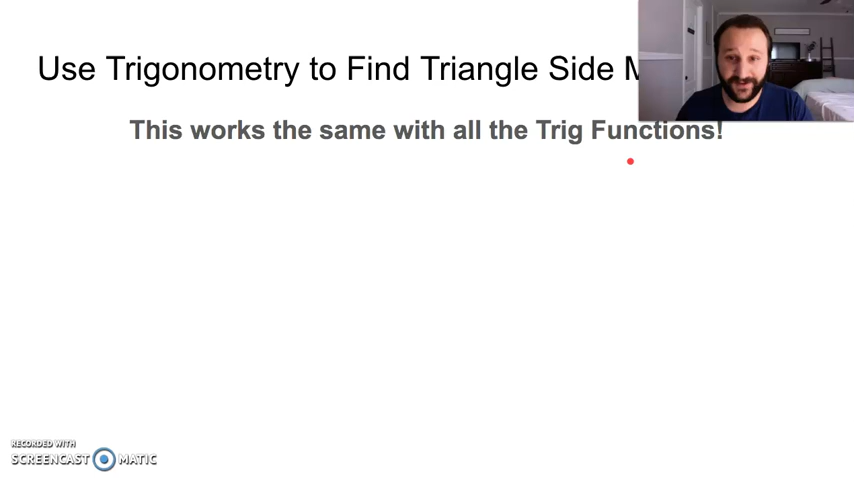 Use Trigonometry to Find Triangle Side
This works the same with all the Trig Functions!
RECORDED WITH
SCREENCAST MATIC